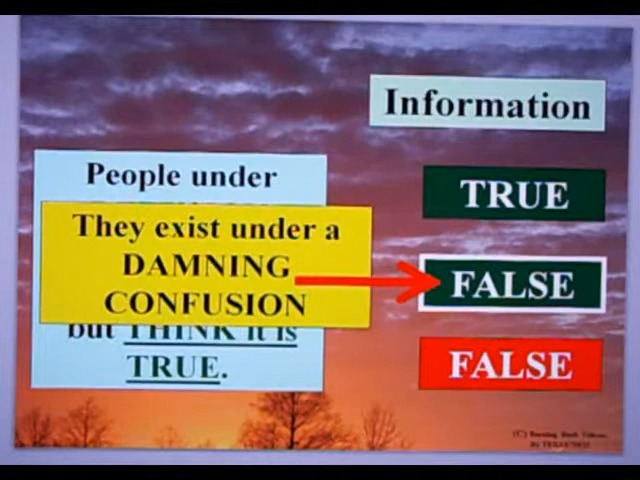 Information
People under
They exist under a
DAMNING
CONFUSION
but THINK it is
TRUE.
TRUE
FALSE
FALSE